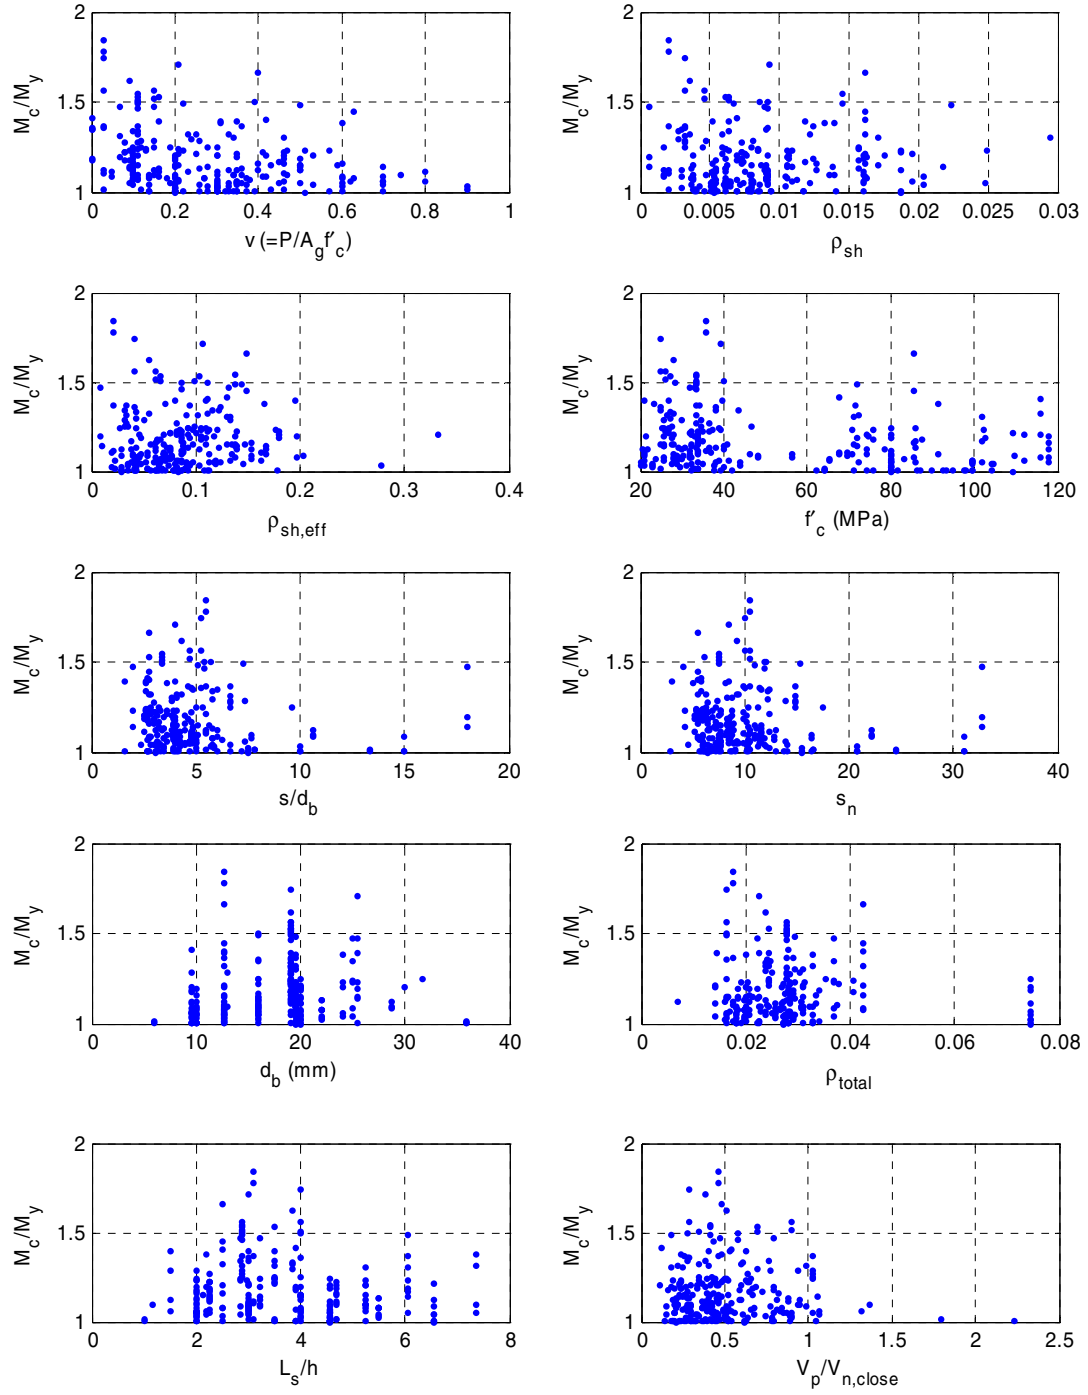 2
2
M_c/M_y
1.5
M_c/M_y
1.5
1
1
0 0.2 0.4 0.6 0.8 1
0 0.005 0.01 0.015 0.02 0.025 0.03
v (=P/A_g f'_c)
ρ_sh
2
2
M_c/M_y
1.5
M_c/M_y
1.5
1
1
0 0.1 0.2 0.3 0.4
20 40 60 80 100 120
ρ_sh,eff
f'_c (MPa)
2
2
M_c/M_y
1.5
M_c/M_y
1.5
1
1
0 5 10 15 20
0 10 20 30 40
s/d_b
s_n
2
2
M_c/M_y
1.5
M_c/M_y
1.5
1
1
0 10 20 30 40
0.02 0.04 0.06 0.08
d_b (mm)
ρ_total
2
2
M_c/M_y
1.5
M_c/M_y
1.5
1
1
0 2 4 6 8
0 0.5 1 1.5 2 2.5
L_s/h
V_p/V_n,close